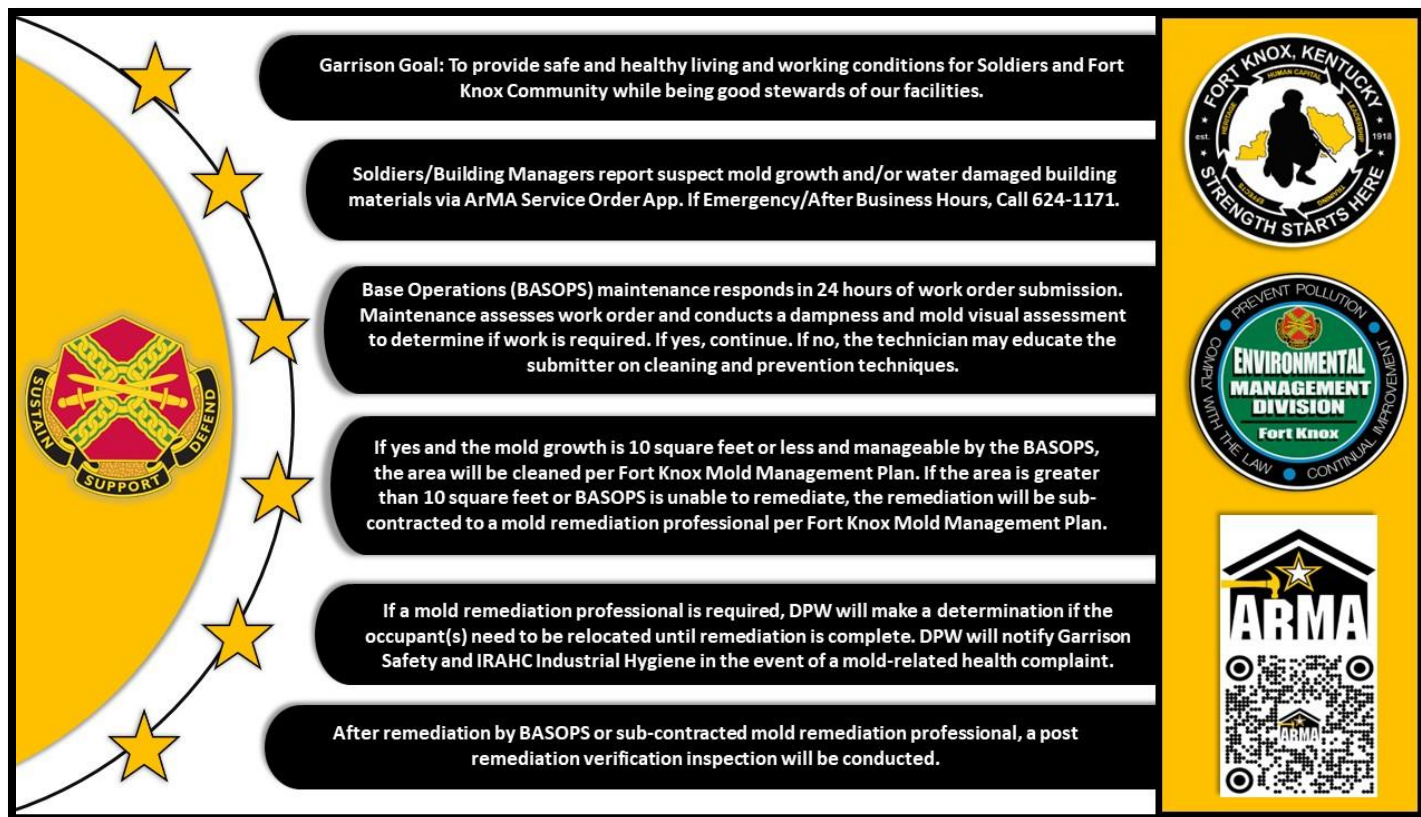 Garrison Goal: To provide safe and healthy living and working conditions for Soldiers and Fort
Knox Community while being good stewards of our facilities.
Soldiers/Building Managers report suspect mold growth and/or water damaged building
materials via ArMA Service Order App. If Emergency/After Business Hours, Call 624-1171.
Base Operations (BASOPS) maintenance responds in 24 hours of work order submission.
Maintenance assesses work order and conducts a dampness and mold visual assessment
to determine if work is required. If yes, continue. If no, the technician may educate the
submitter on cleaning and prevention techniques.
If yes and the mold growth is 10 square feet or less and manageable by the BASOPS,
the area will be cleaned per Fort Knox Mold Management Plan. If the area is greater
than 10 square feet or BASOPS is unable to remediate, the remediation will be sub-
contracted to a mold remediation professional per Fort Knox Mold Management Plan.
If a mold remediation professional is required, DPW will make a determination if the
occupant(s) need to be relocated until remediation is complete. DPW will notify Garrison
Safety and IRAHC Industrial Hygiene in the event of a mold-related health complaint.
After remediation by BASOPS or sub-contracted mold remediation professional, a post
remediation verification inspection will be conducted.
SUSTAIN
SUPPORT
DEFEND
FORT KNOX, KENTUCKY
HUMAN CAPITAL
HERITAGE
LEADERSHIP
est.
1918
EFFECTS
TRAINING
STRENGTH STARTS HERE
PREVENT POLLUTION
COMPLY WITH THE LAW
CONTINUAL IMPROVEMENT
ENVIRONMENTAL
MANAGEMENT
DIVISION
Fort Knox
ARMA
ARMA